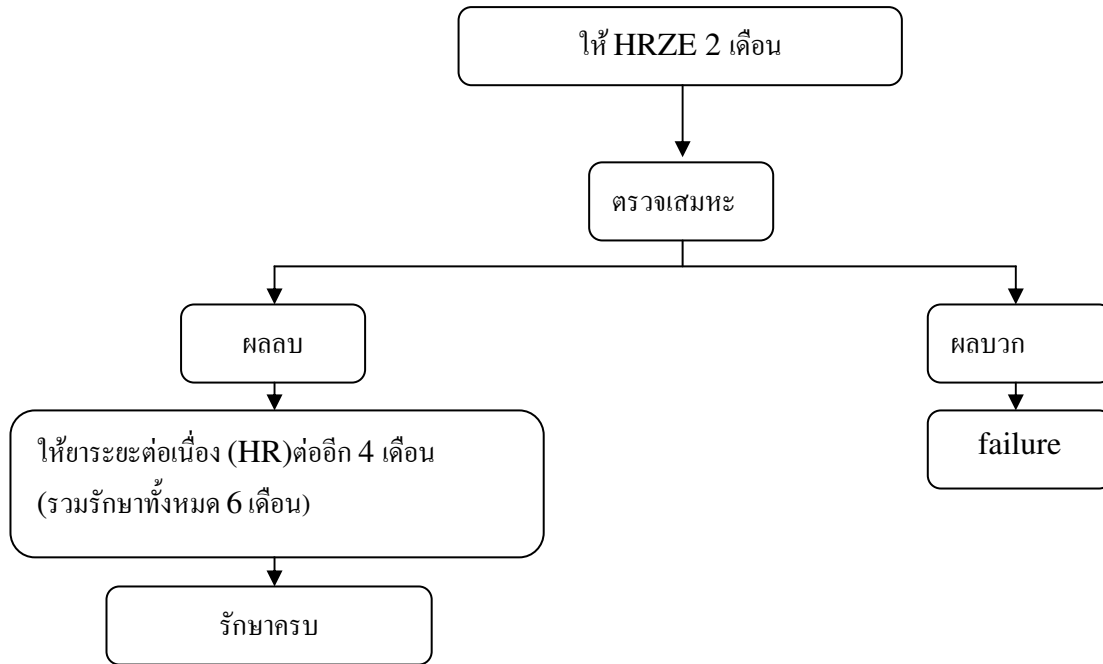 ให้ HRZE 2 เดือน
ตรวจเสมหะ
ผลลบ
ผลบวก
ให้ยาระยะต่อเนื่อง (HR)ต่ออีก 4 เดือน
(รวมรักษาทั้งหมด 6 เดือน)
failure
รักษาครบ